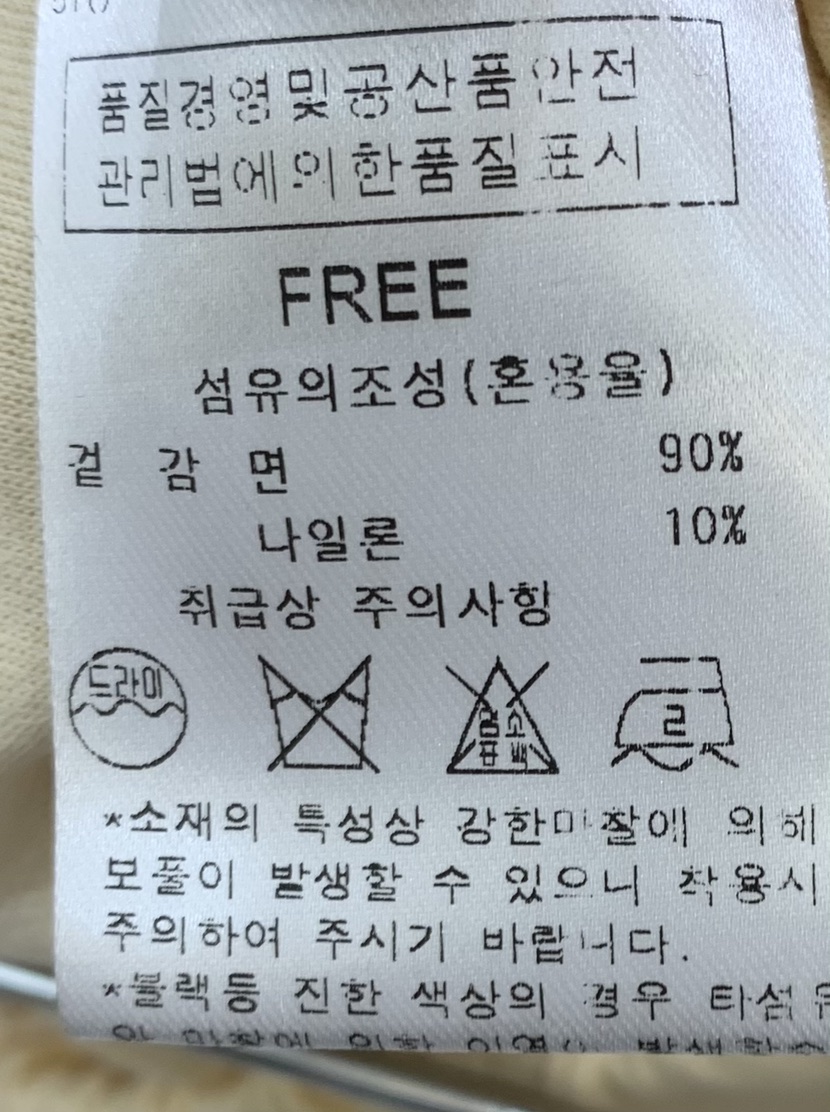 품질경영및공산품안전
관리법에의한품질표시
FREE
섬유의조성(혼용율)
겉 감 면 90%
나일론 10%
취급상 주의사항
드라이
염소
표백
ㄹ
*소재의 특성상 강한마찰에 의해
보풀이 발생할 수 있으니 착용시
주의하여 주시기 바랍니다.
*블랙등 진한 색상의 경우 타섬유